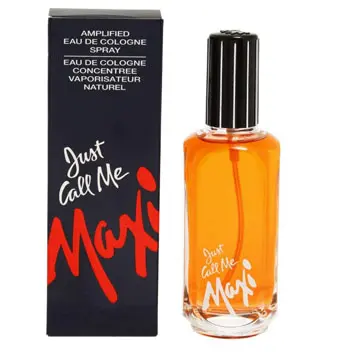 AMPLIFIED
EAU DE COLOGNE
SPRAY
EAU DE COLOGNE
CONCENTREE
VAPORISATEUR
NATUREL
Just
Call Me
Maxi
Just
Call Me
Maxi